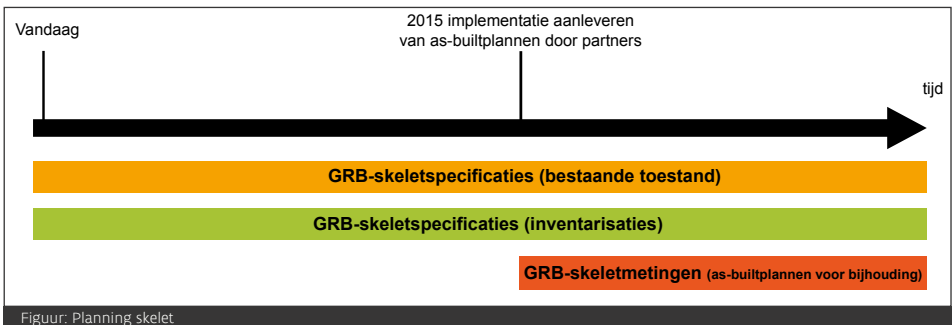 Vandaag
2015 implementatie aanleveren
van as-builtplannen door partners
tijd
GRB-skeletspecificaties (bestaande toestand)
GRB-skeletspecificaties (inventarisaties)
GRB-skeletmetingen (as-builtplannen voor bijhouding)
Figuur: Planning skelet